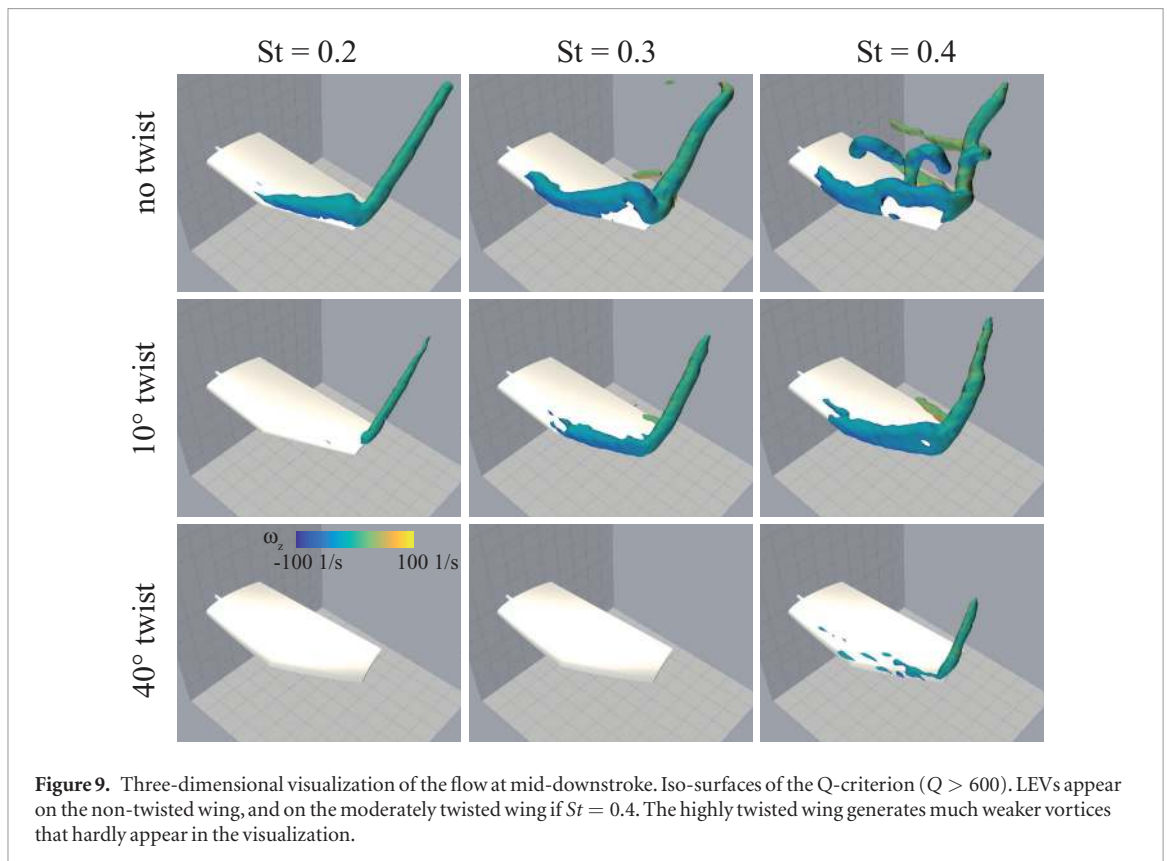 St = 0.2 St = 0.3 St = 0.4
no twist
10° twist
40° twist
ω_z
-100 1/s 100 1/s
Figure 9. Three-dimensional visualization of the flow at mid-downstroke. Iso-surfaces of the Q-criterion (Q > 600). LEVs appear
on the non-twisted wing, and on the moderately twisted wing if St = 0.4. The highly twisted wing generates much weaker vortices
that hardly appear in the visualization.